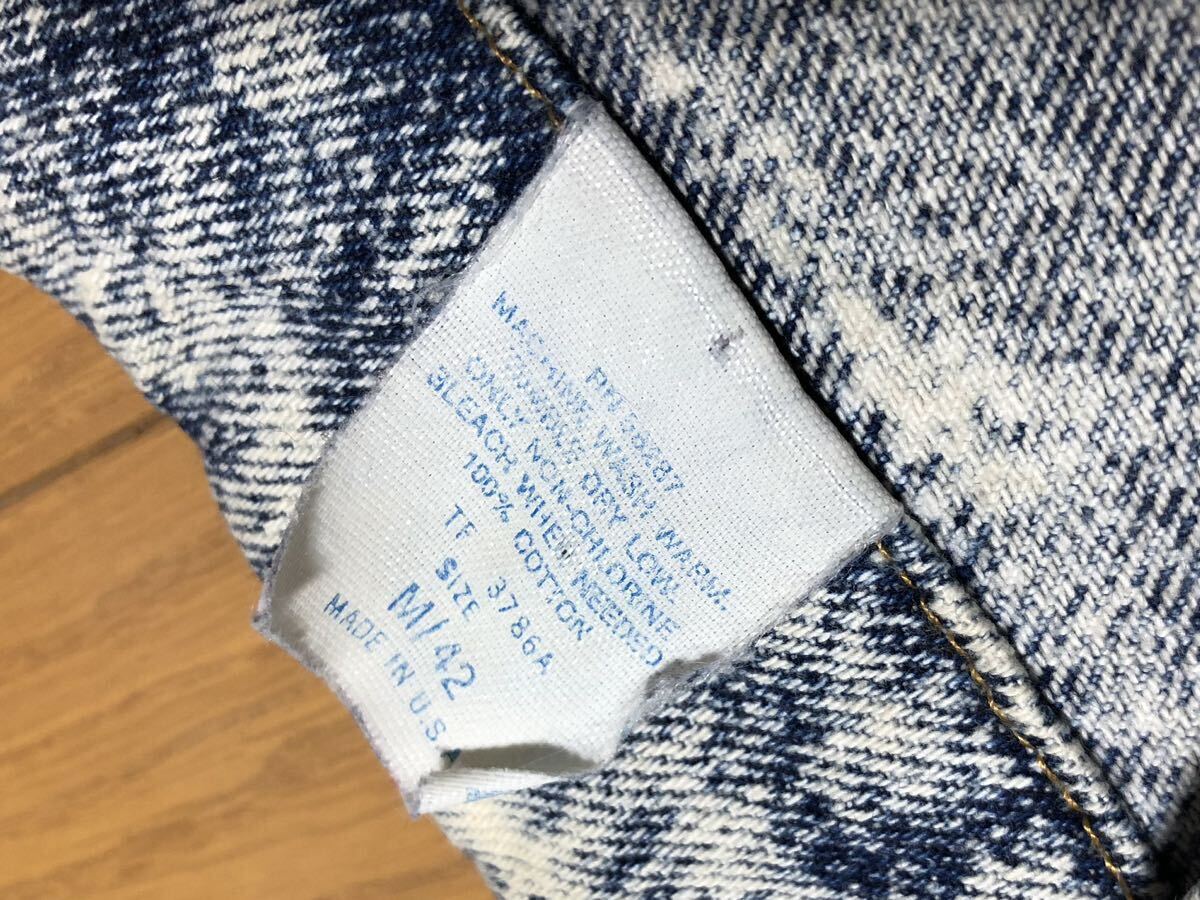 RN 28287
MACHINE WASH WARM.
TUMBLE DRY LOW.
ONLY NON-CHLORINE
BLEACH WHEN NEEDED
100% COTTON
TF 3786A
SIZE
M/42
MADE IN U.S.A